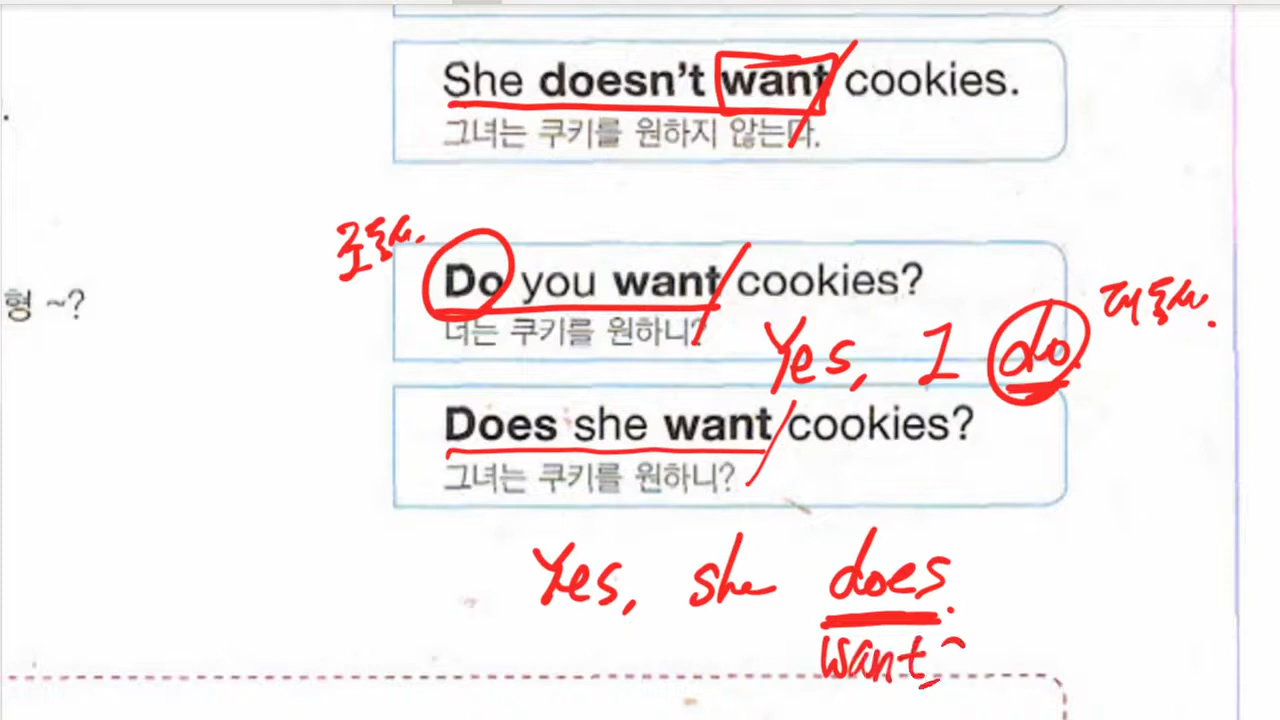 She doesn't want cookies.
그녀는 쿠키를 원하지 않는다.
조동사.
Do you want cookies?
너는 쿠키를 원하니?
형 ~?
대동사.
Yes, I do.
Does she want cookies?
그녀는 쿠키를 원하니?
Yes, she does.
want